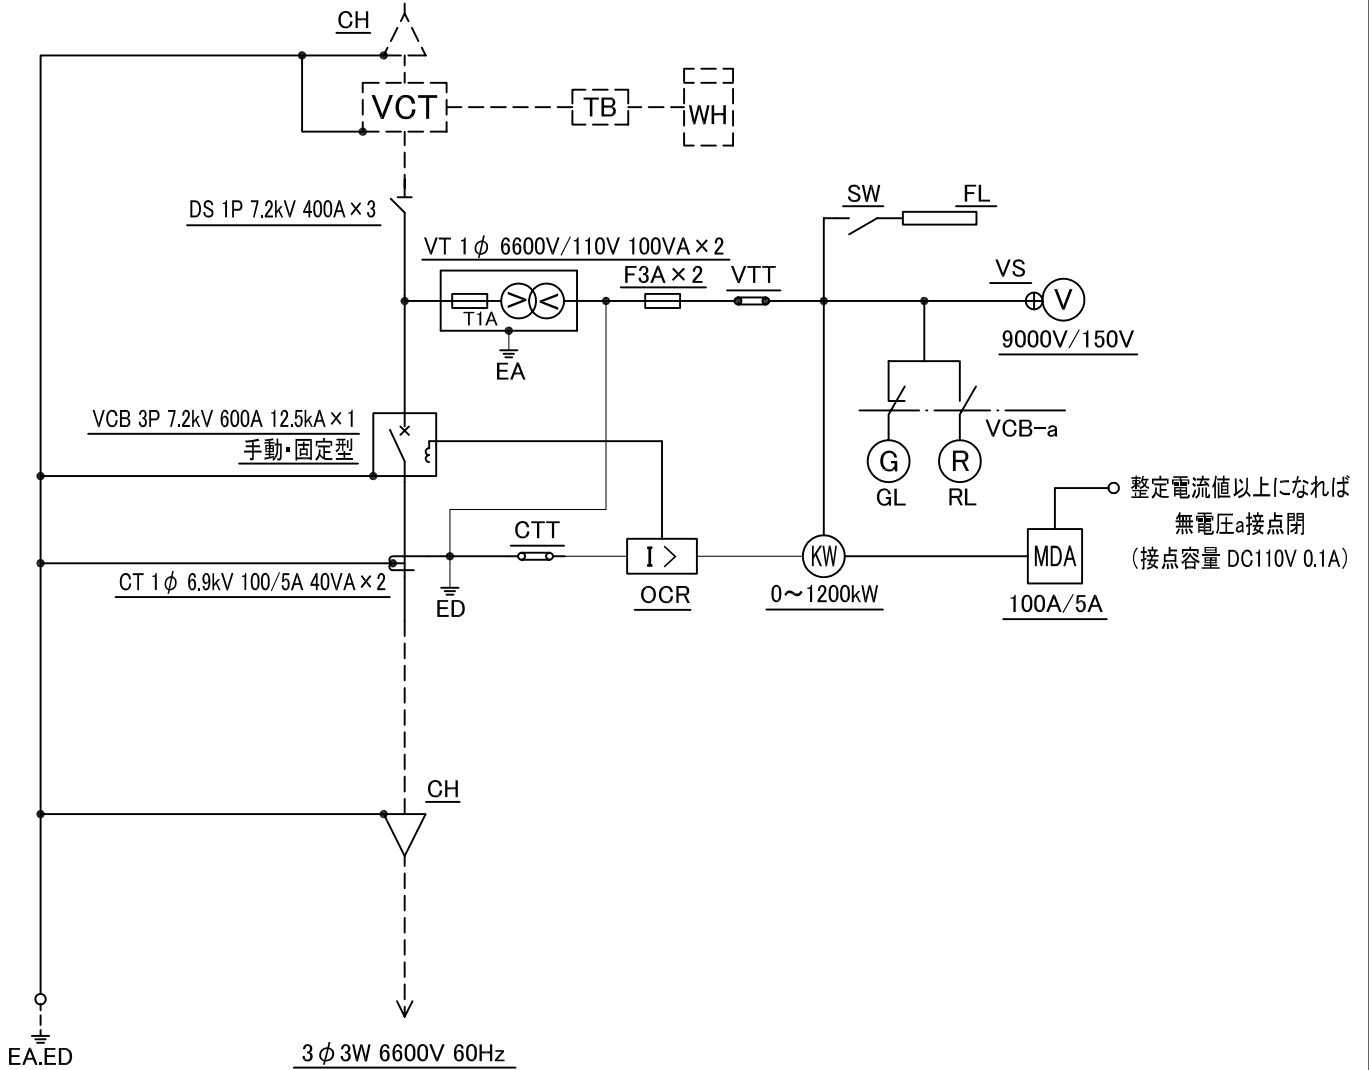 CH
VCT
TB
WH
DS 1P 7.2kV 400A×3
SW
FL
VT 1φ 6600V/110V 100VA×2
F3A×2
VTT
VS
T1A
V
EA
9000V/150V
VCB 3P 7.2kV 600A 12.5kA×1
手動・固定型
VCB-a
G
R
GL
RL
整定電流値以上になれば
無電圧a接点閉
(接点容量 DC110V 0.1A)
CTT
I >
KW
MDA
CT 1φ 6.9kV 100/5A 40VA×2
ED
OCR
0～1200kW
100A/5A
CH
EA.ED
3φ3W 6600V 60Hz